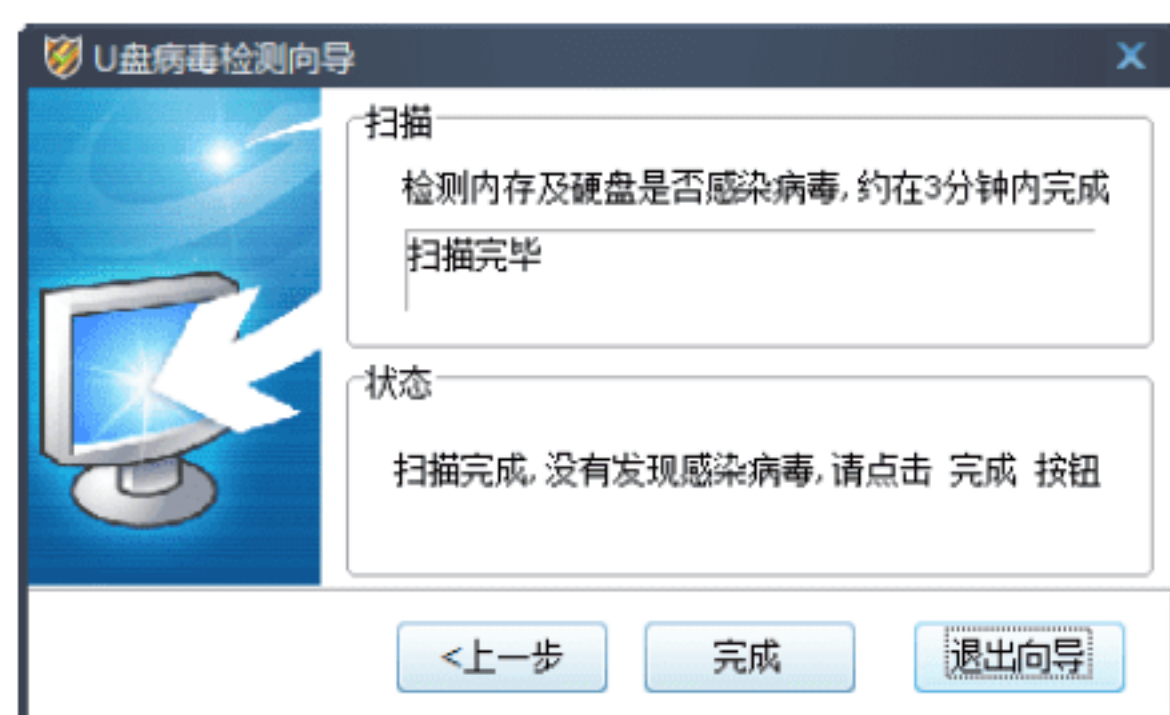 U盘病毒检测向导
扫描
检测内存及硬盘是否感染病毒,约在3分钟内完成
扫描完毕
状态
扫描完成,没有发现感染病毒,请点击 完成 按钮
<上一步
完成
退出向导